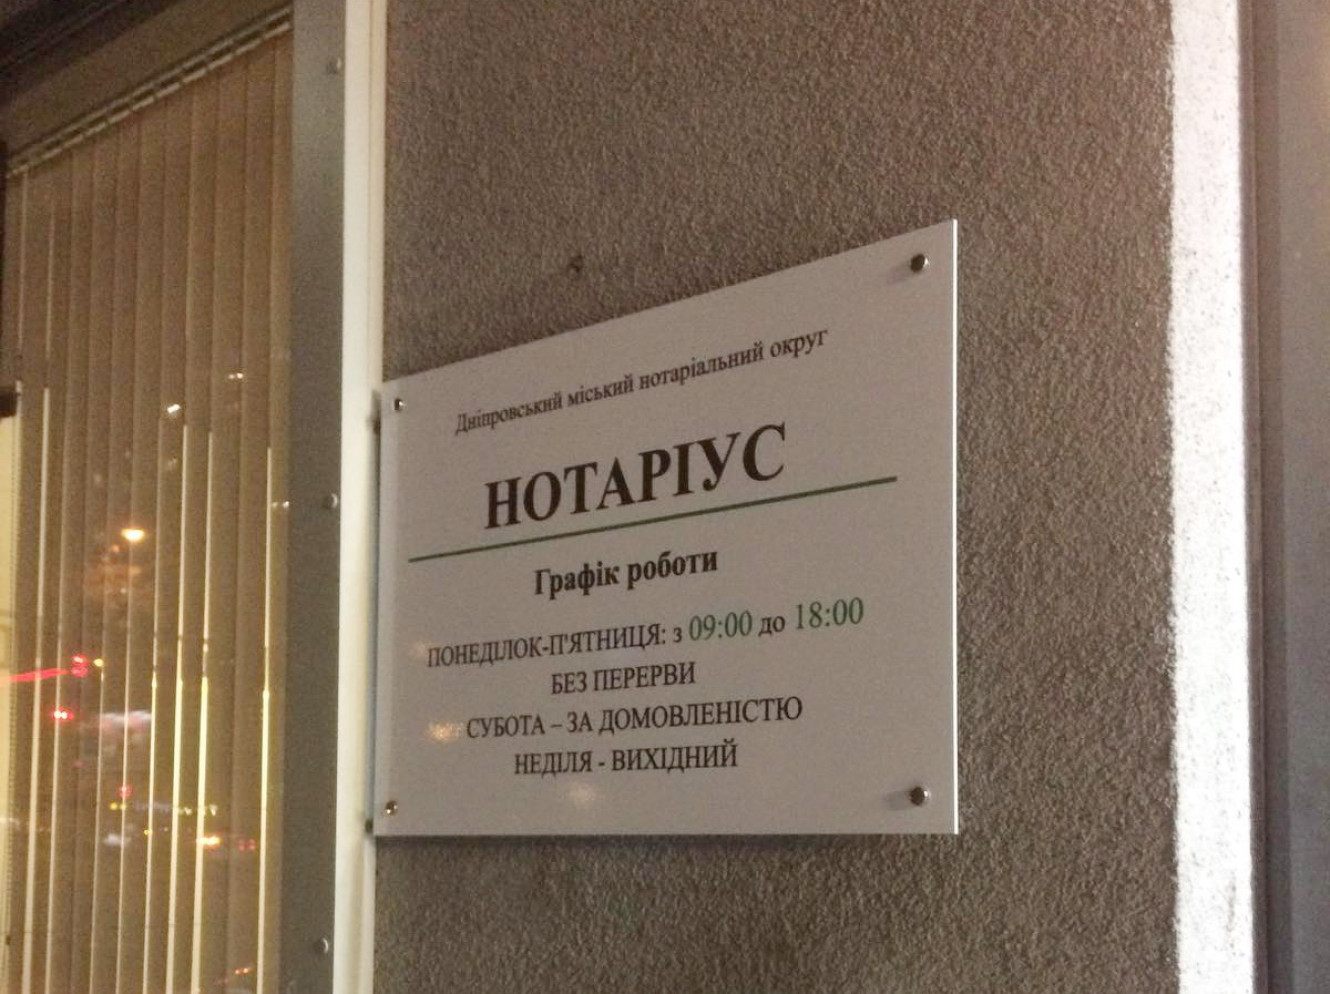 Дніпровський міський нотаріальний округ
НОТАРІУС
Графік роботи
ПОНЕДІЛОК-П'ЯТНИЦЯ: з 09:00 до 18:00
БЕЗ ПЕРЕРВИ
СУБОТА – ЗА ДОМОВЛЕНІСТЮ
НЕДІЛЯ - ВИХІДНИЙ